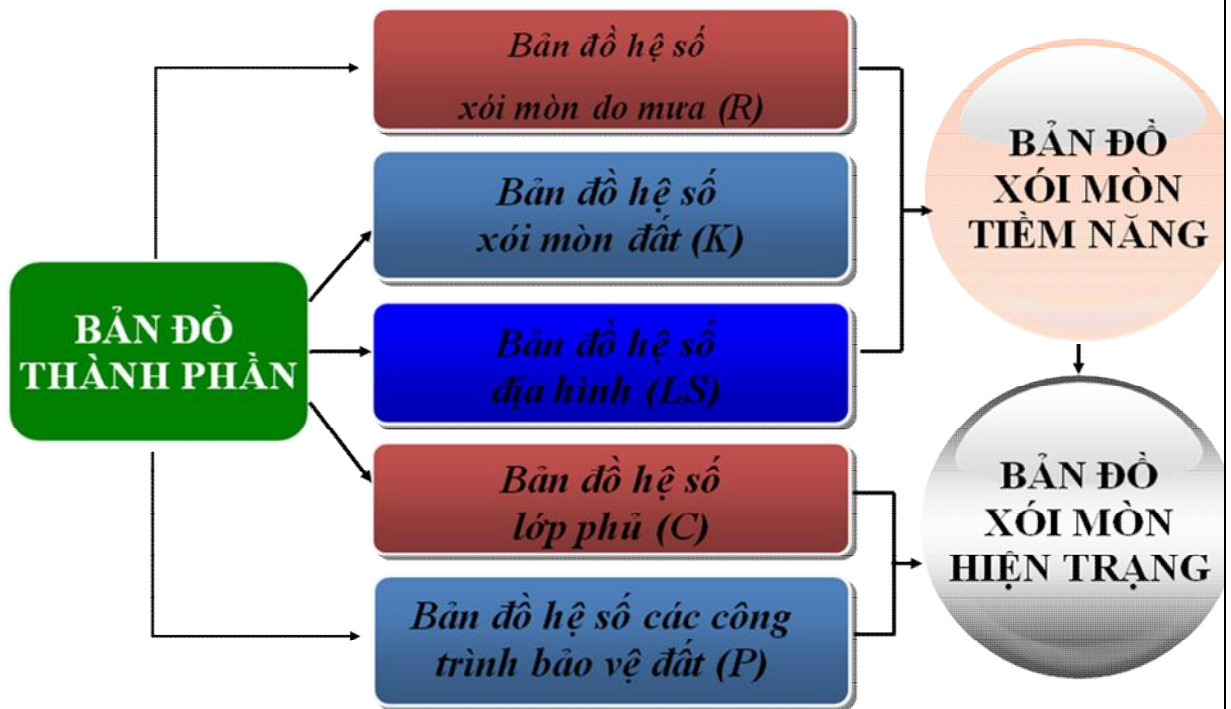 BẢN ĐỒ
THÀNH PHẦN
Bản đồ hệ số
xói mòn do mưa (R)
Bản đồ hệ số
xói mòn đất (K)
Bản đồ hệ số
địa hình (LS)
Bản đồ hệ số
lớp phủ (C)
Bản đồ hệ số các công
trình bảo vệ đất (P)
BẢN ĐỒ
XÓI MÒN
TIỀM NĂNG
BẢN ĐỒ
XÓI MÒN
HIỆN TRẠNG